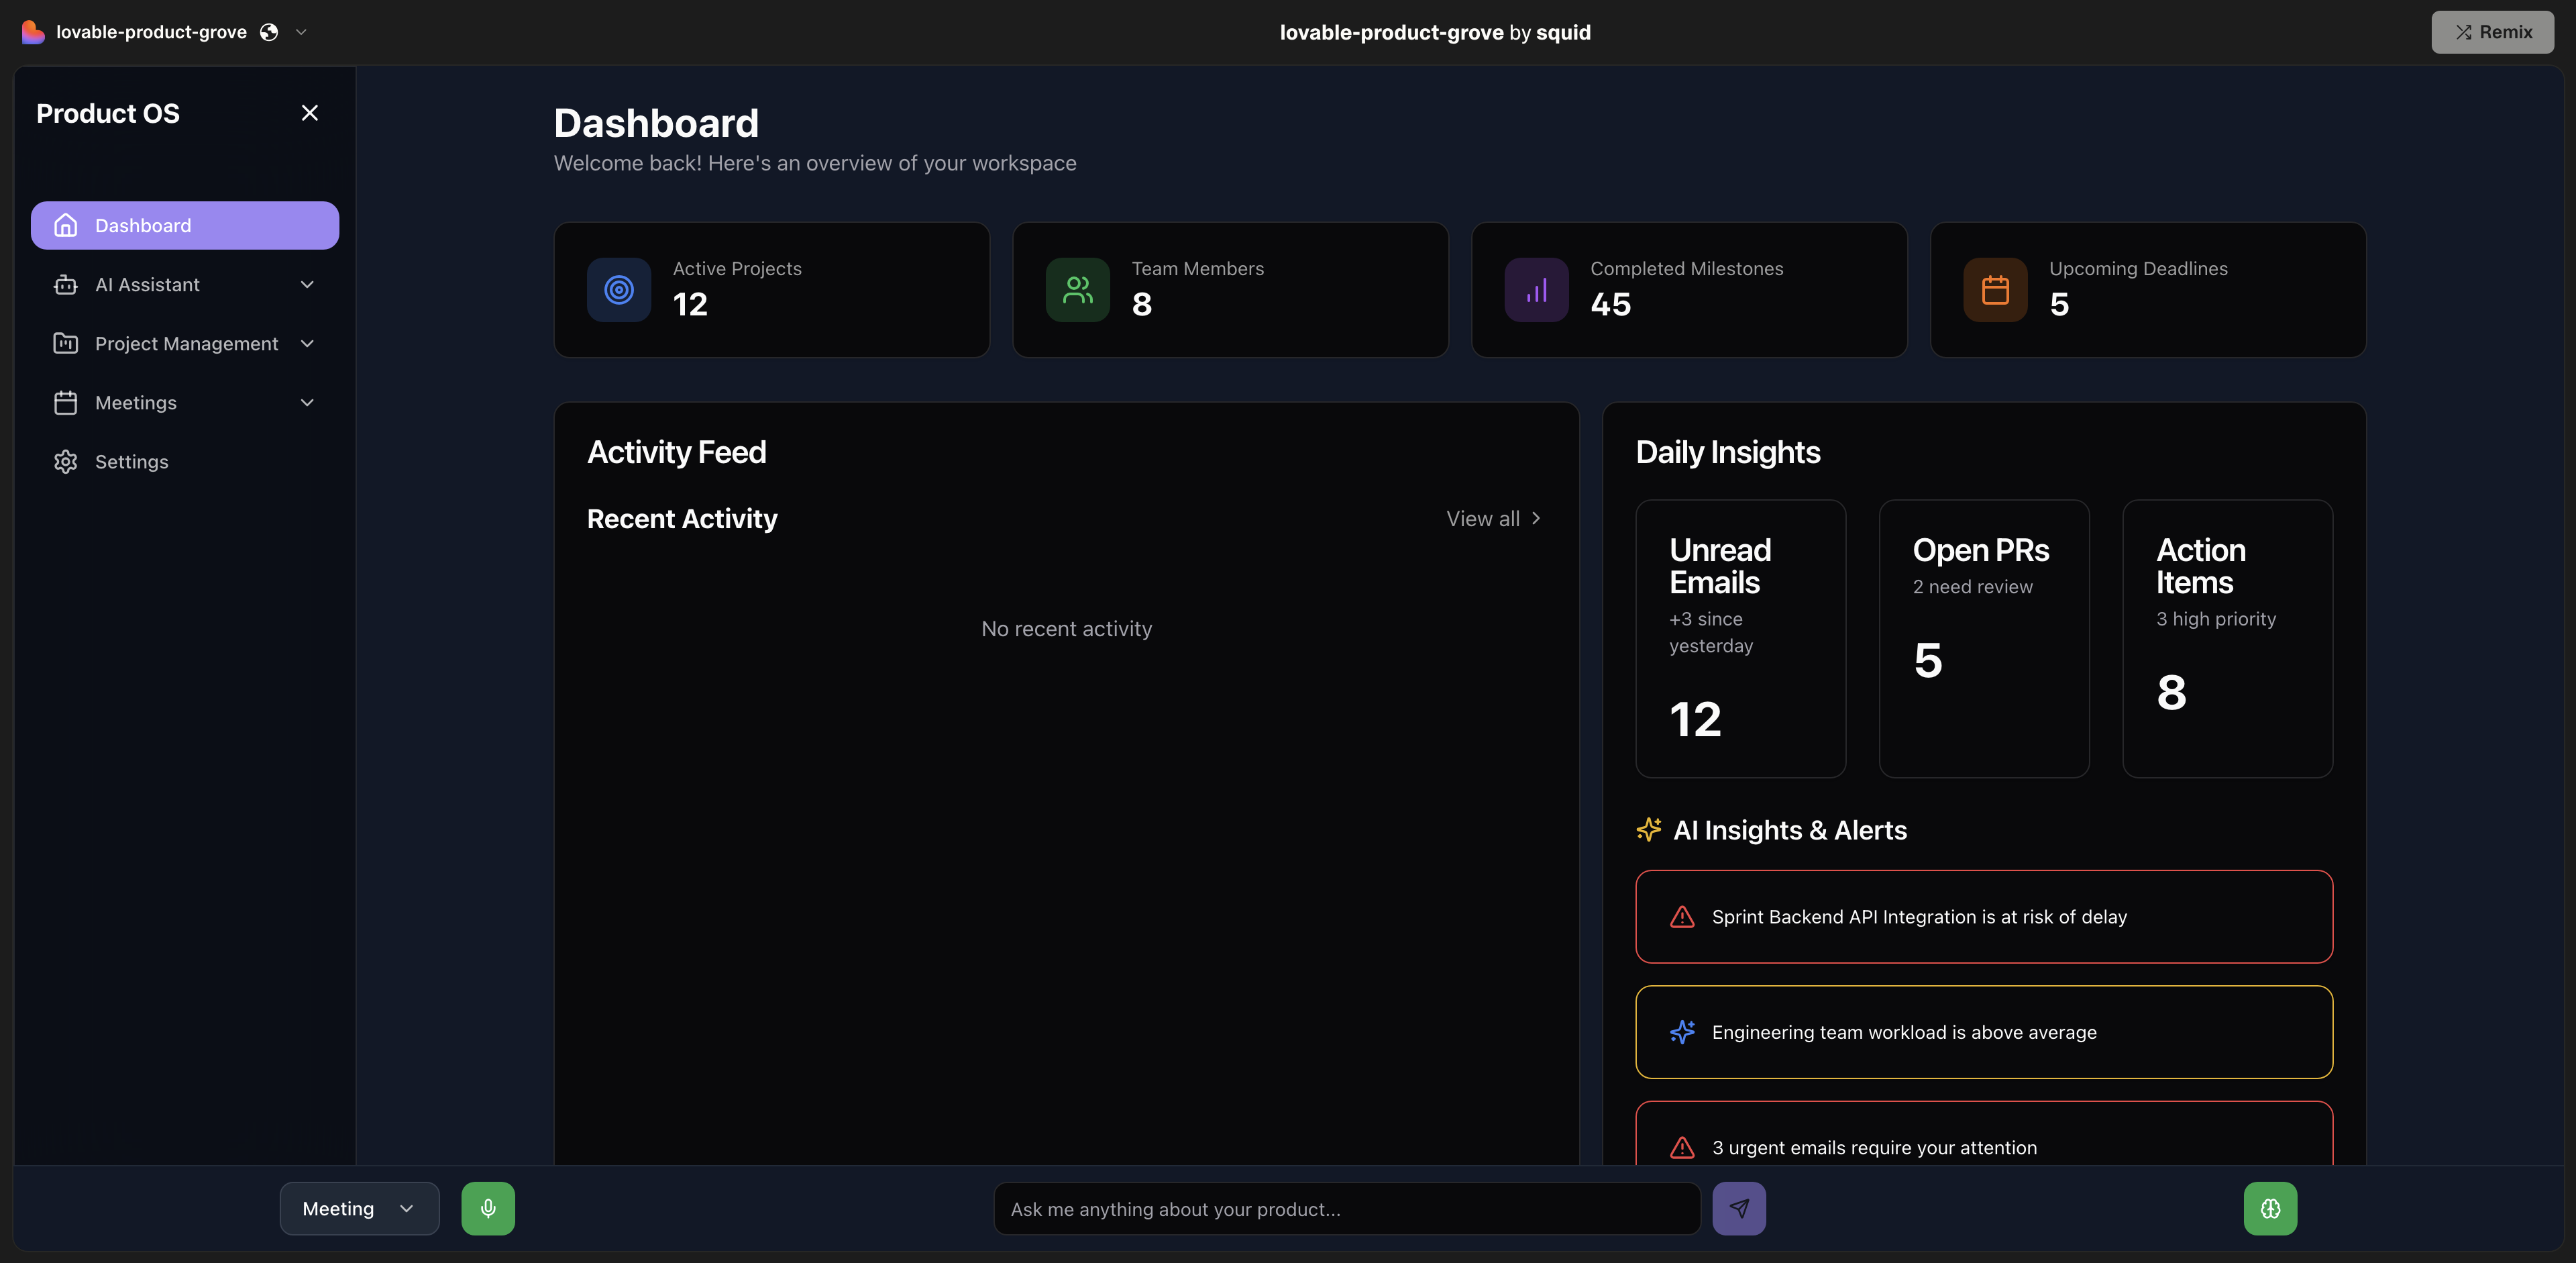 lovable-product-grove
lovable-product-grove by squid
Remix
Product OS
Dashboard
AI Assistant
Project Management
Meetings
Settings
Dashboard
Welcome back! Here's an overview of your workspace
Active Projects
12
Team Members
8
Completed Milestones
45
Upcoming Deadlines
5
Activity Feed
Recent Activity
View all
No recent activity
Daily Insights
Unread
Emails
+3 since
yesterday
12
Open PRs
2 need review
5
Action
Items
3 high priority
8
AI Insights & Alerts
Sprint Backend API Integration is at risk of delay
Engineering team workload is above average
3 urgent emails require your attention
Meeting
Ask me anything about your product...